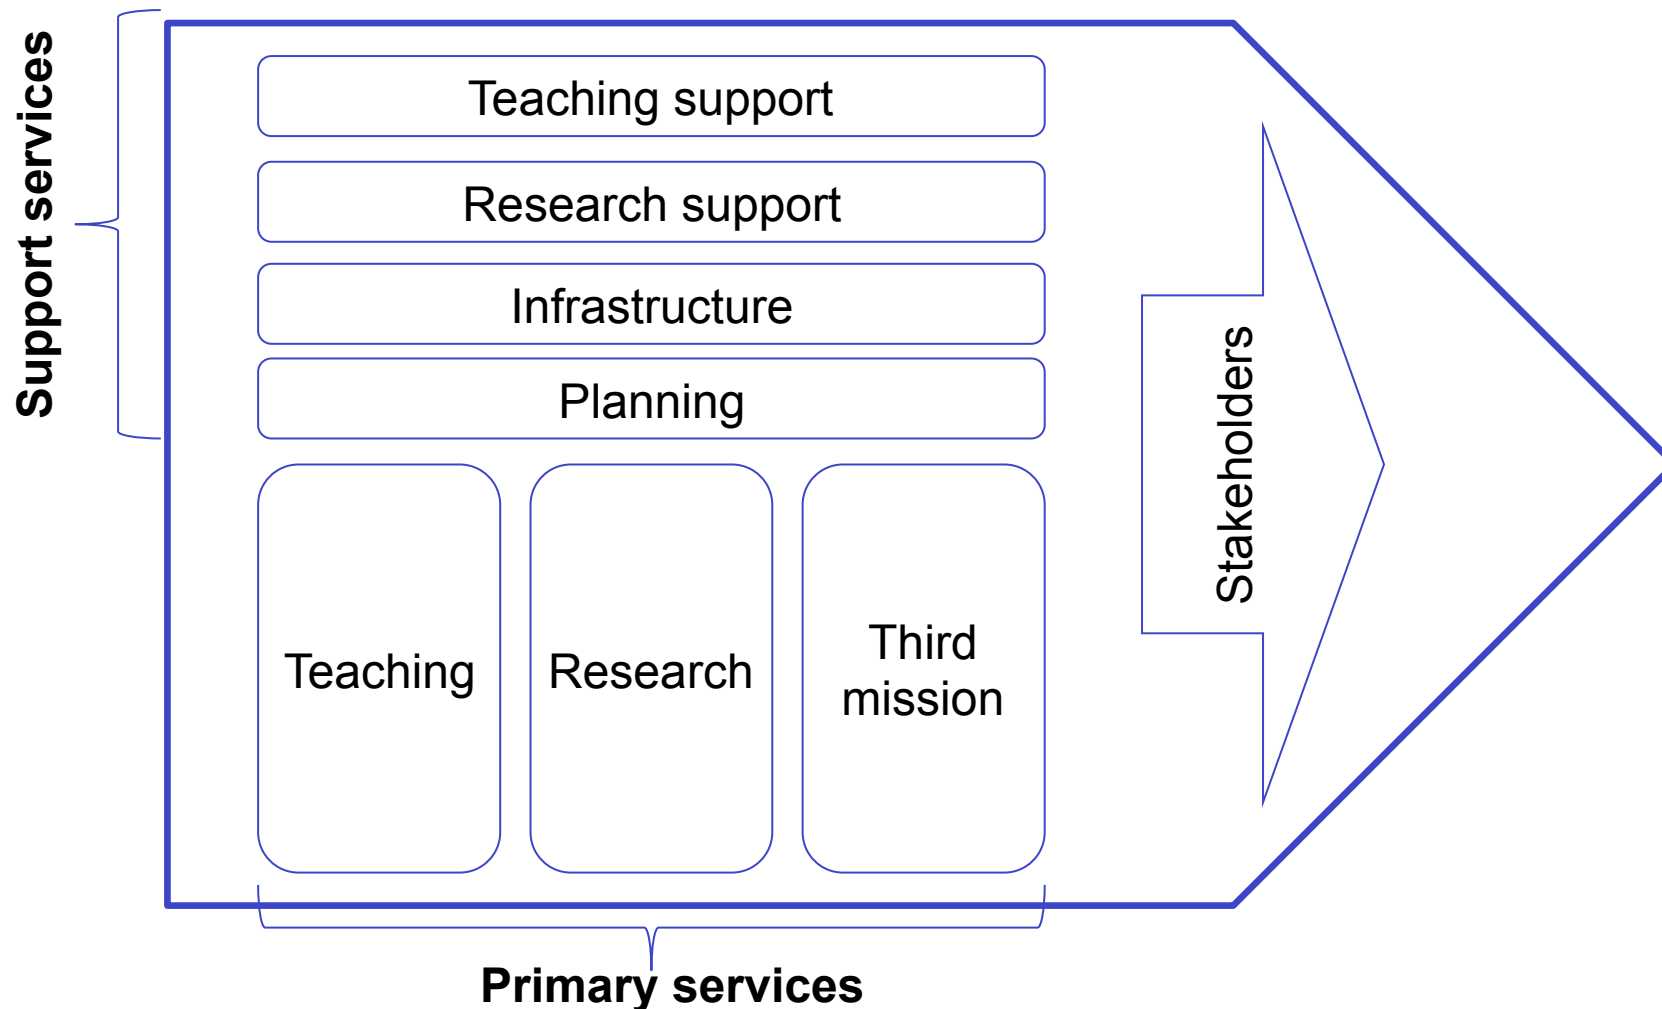 Support services
Teaching support
Research support
Infrastructure
Planning
Teaching
Research
Third
mission
Stakeholders
Primary services